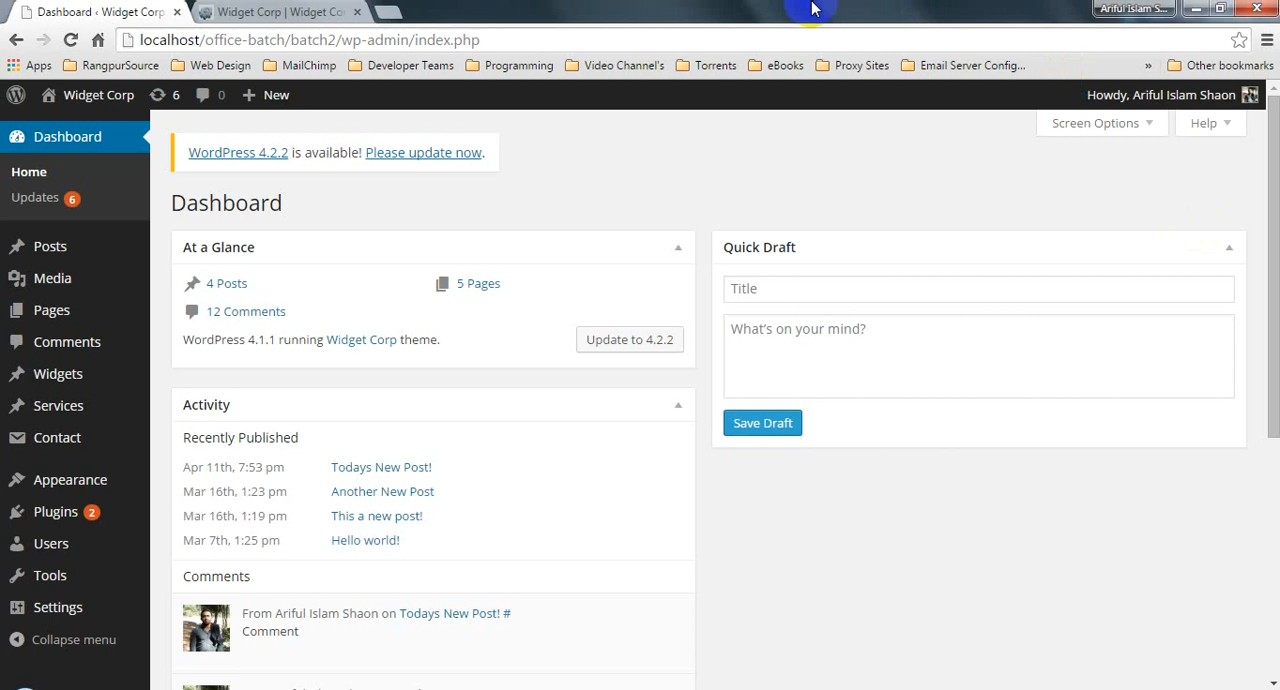 Dashboard ‹ Widget Corp
Widget Corp | Widget Co
Ariful Islam S...
localhost/office-batch/batch2/wp-admin/index.php
Apps RangpurSource Web Design MailChimp Developer Teams Programming Video Channel's Torrents eBooks Proxy Sites Email Server Config... » Other bookmarks
Widget Corp 6 0 + New Howdy, Ariful Islam Shaon
Screen Options Help
Dashboard
Home
Updates 6
Posts
Media
Pages
Comments
Widgets
Services
Contact
Appearance
Plugins 2
Users
Tools
Settings
Collapse menu
WordPress 4.2.2 is available! Please update now.
Dashboard
At a Glance
4 Posts 5 Pages
12 Comments
WordPress 4.1.1 running Widget Corp theme. Update to 4.2.2
Activity
Recently Published
Apr 11th, 7:53 pm Todays New Post!
Mar 16th, 1:23 pm Another New Post
Mar 16th, 1:19 pm This a new post!
Mar 7th, 1:25 pm Hello world!
Comments
From Ariful Islam Shaon on Todays New Post! #
Comment
Quick Draft
Title
What's on your mind?
Save Draft